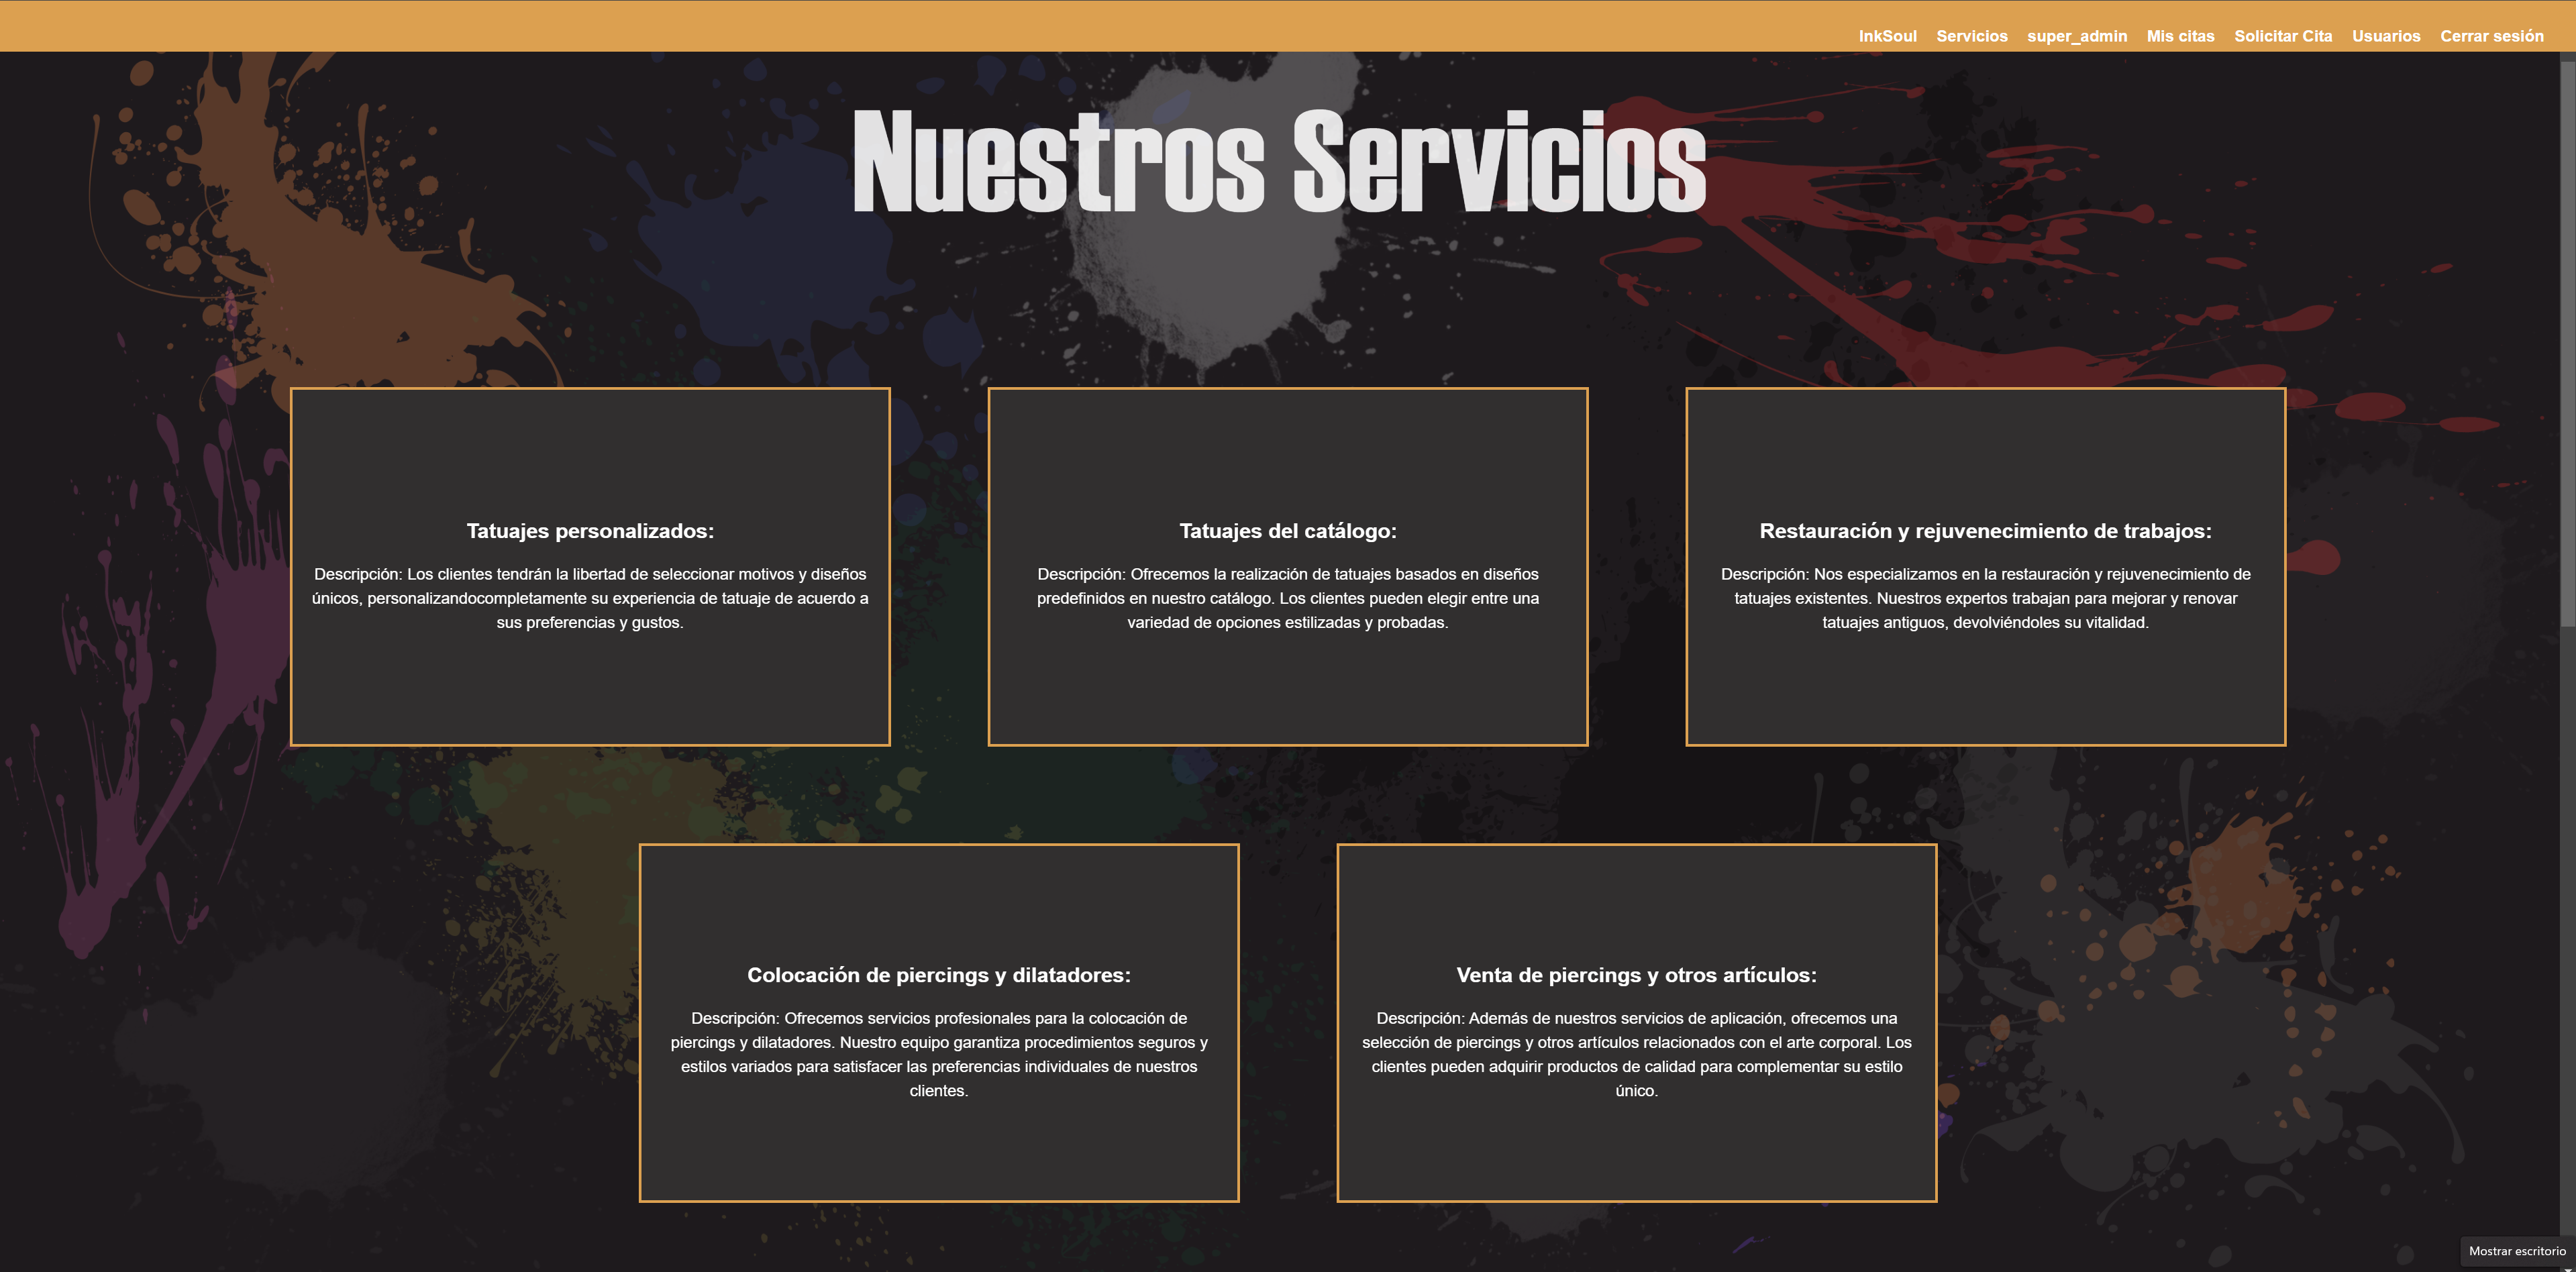 InkSoul Servicios super_admin Mis citas Solicitar Cita Usuarios Cerrar sesión
Nuestros Servicios
Tatuajes personalizados:
Descripción: Los clientes tendrán la libertad de seleccionar motivos y diseños
únicos, personalizandocompletamente su experiencia de tatuaje de acuerdo a
sus preferencias y gustos.
Tatuajes del catálogo:
Descripción: Ofrecemos la realización de tatuajes basados en diseños
predefinidos en nuestro catálogo. Los clientes pueden elegir entre una
variedad de opciones estilizadas y probadas.
Restauración y rejuvenecimiento de trabajos:
Descripción: Nos especializamos en la restauración y rejuvenecimiento de
tatuajes existentes. Nuestros expertos trabajan para mejorar y renovar
tatuajes antiguos, devolviéndoles su vitalidad.
Colocación de piercings y dilatadores:
Descripción: Ofrecemos servicios profesionales para la colocación de
piercings y dilatadores. Nuestro equipo garantiza procedimientos seguros y
estilos variados para satisfacer las preferencias individuales de nuestros
clientes.
Venta de piercings y otros artículos:
Descripción: Además de nuestros servicios de aplicación, ofrecemos una
selección de piercings y otros artículos relacionados con el arte corporal. Los
clientes pueden adquirir productos de calidad para complementar su estilo
único.
Mostrar escritorio